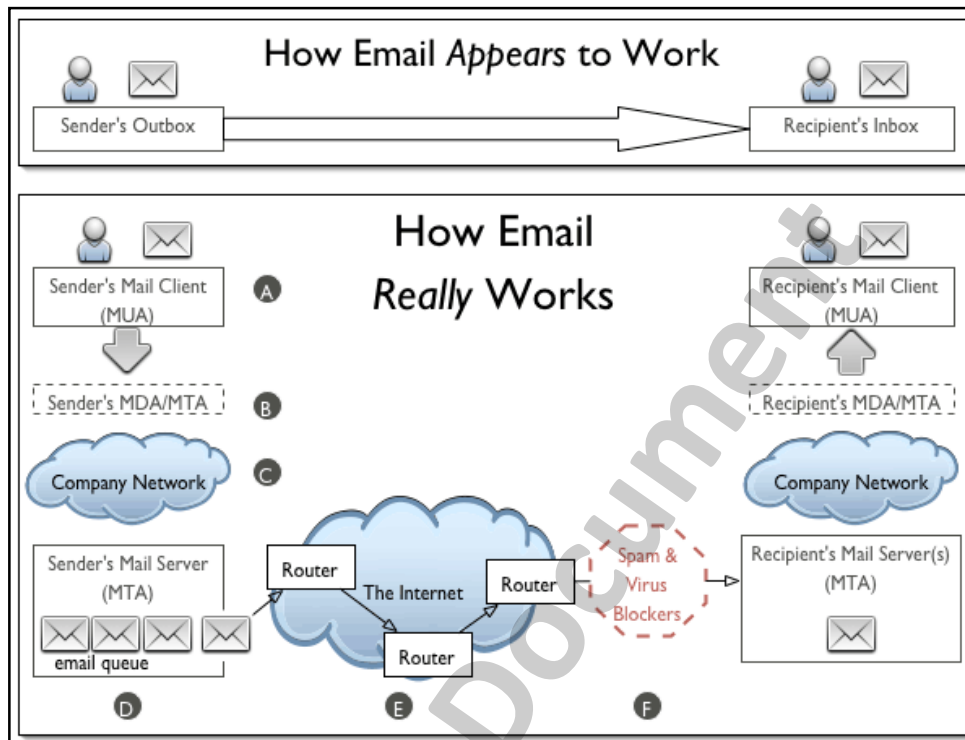 How Email Appears to Work
Sender's Outbox
Recipient's Inbox
How Email
Really Works
Sender's Mail Client
(MUA)
A
Recipient's Mail Client
(MUA)
Sender's MDA/MTA
B
Recipient's MDA/MTA
Company Network
C
Company Network
Sender's Mail Server
(MTA)
email queue
Router
The Internet
Router
Router
Spam &
Virus
Blockers
Recipient's Mail Server(s)
(MTA)
D
E
F
Document